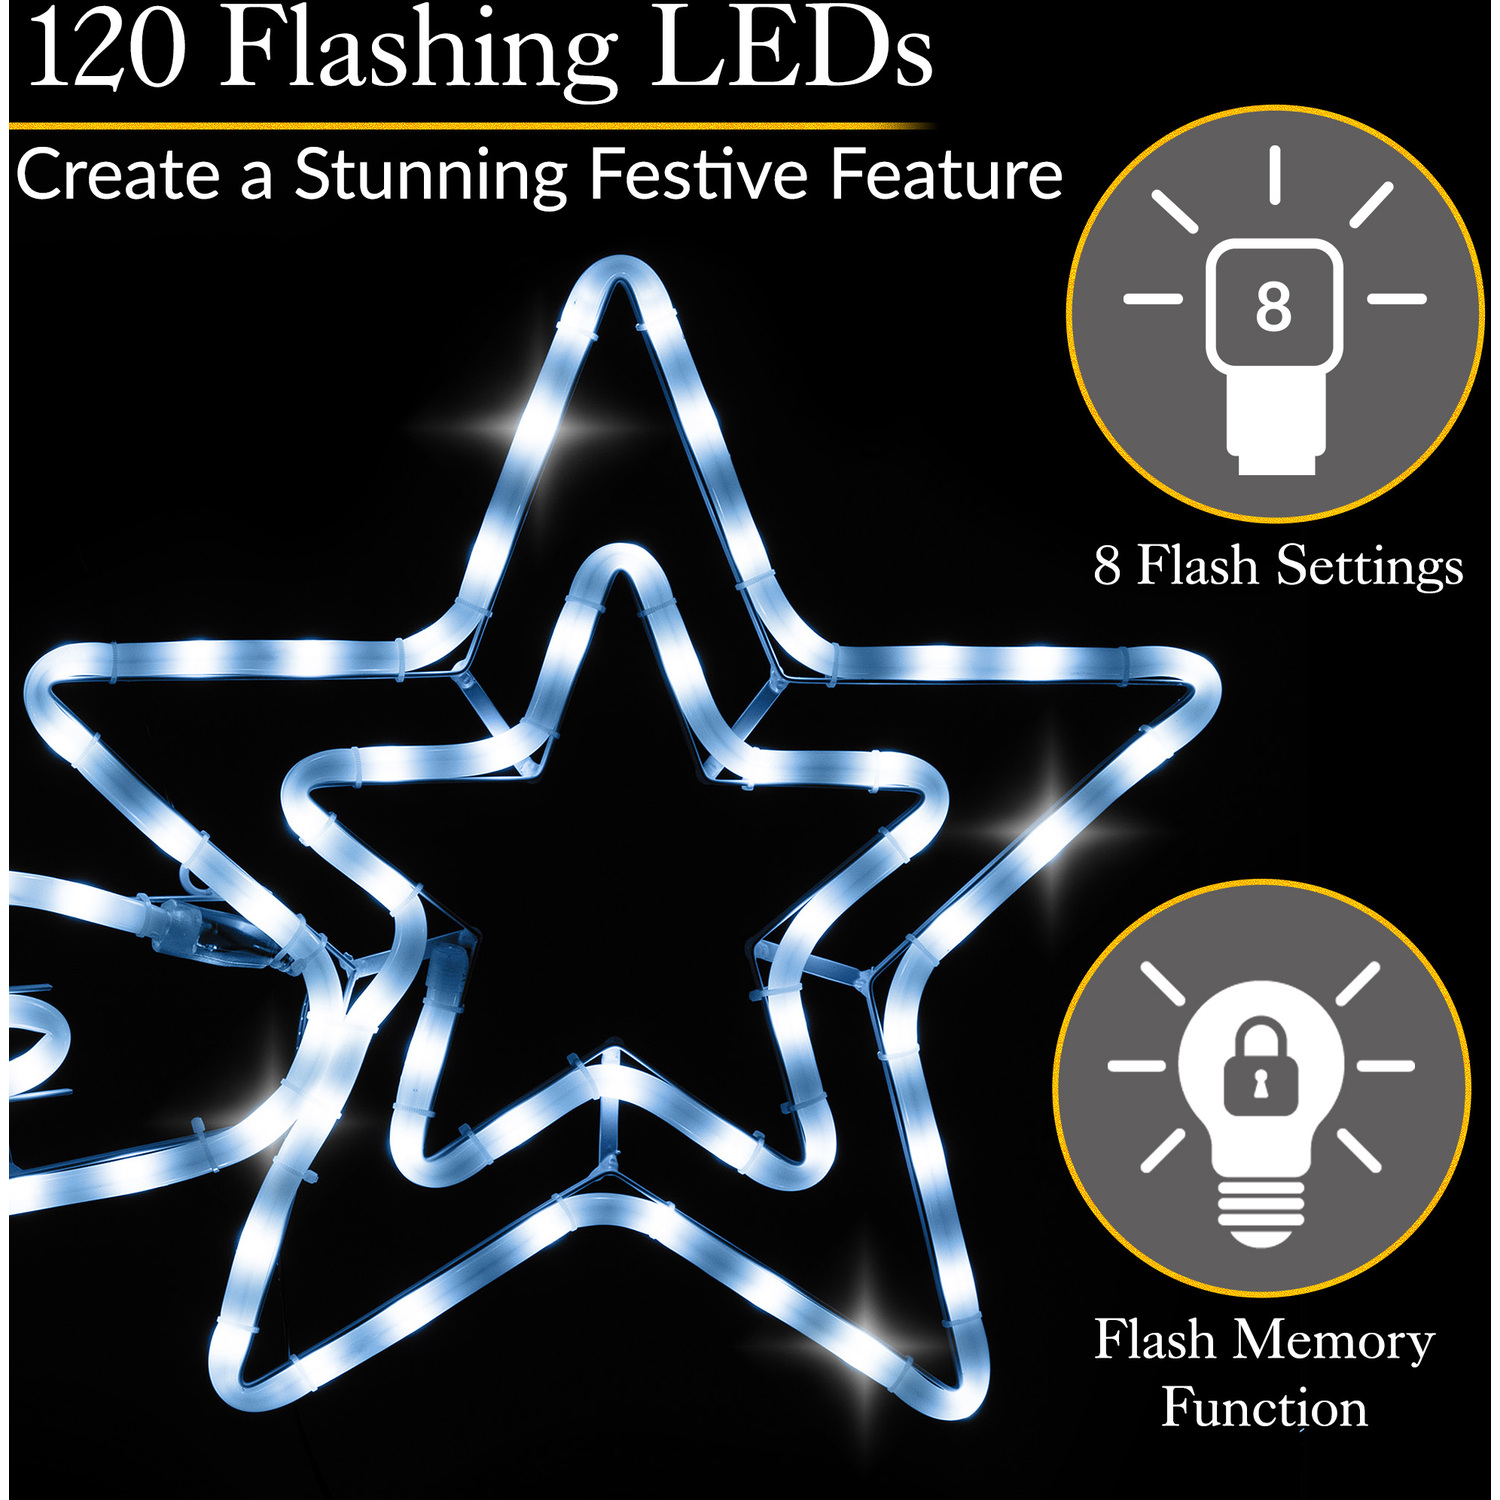 120 Flashing LEDs
Create a Stunning Festive Feature
8
8 Flash Settings
Flash Memory
Function